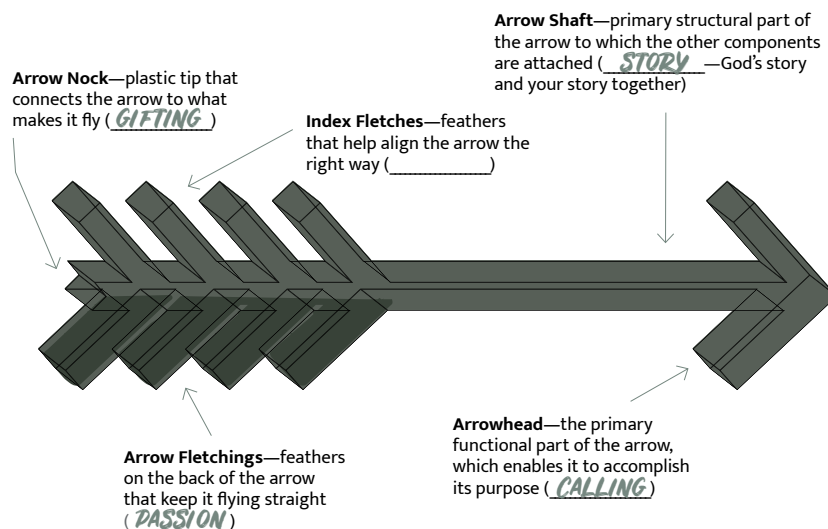 Arrow Shaft—primary structural part of
the arrow to which the other components
are attached (STORY—God’s story
and your story together)
Arrow Nock—plastic tip that
connects the arrow to what
makes it fly (GIFTING)
Index Fletches—feathers
that help align the arrow the
right way (____________)
Arrow Fletchings—feathers
on the back of the arrow
that keep it flying straight
(PASSION)
Arrowhead—the primary
functional part of the arrow,
which enables it to accomplish
its purpose (CALLING)